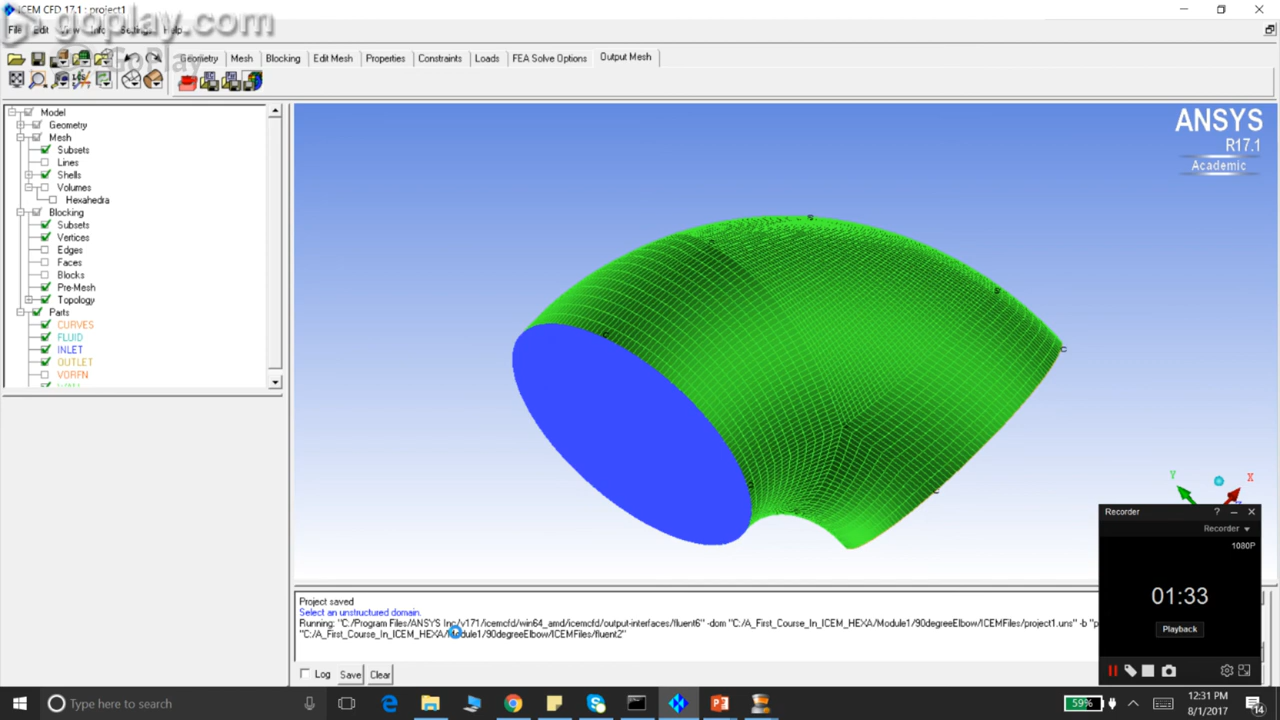 ICEM CFD 17.1 : project1
goplay.com
GoPlay
File Edit View Info Settings Help
Geometry Mesh Blocking Edit Mesh Properties Constraints Loads FEA Solve Options Output Mesh
Model
Geometry
Mesh
Subsets
Lines
Shells
Volumes
Hexahedra
Blocking
Subsets
Vertices
Edges
Faces
Blocks
Pre-Mesh
Topology
Parts
CURVES
FLUID
INLET
OUTLET
VORFN
ANSYS
R17.1
Academic
Y
X
Recorder
Recorder
1080P
01:33
Playback
Project saved
Select an unstructured domain.
Running: "C:/Program Files/ANSYS Inc/v171/icemcfd/win64_amd/icemcfd/output-interfaces/fluent6" -dom "C:/A_First_Course_In_ICEM_HEXA/Module1/90degreeElbow/ICEMFiles/project1.uns" -b "p
"C:/A_First_Course_In_ICEM_HEXA/Module1/90degreeElbow/ICEMFiles/fluent2"
Log Save Clear
Type here to search
59%
12:31 PM
8/1/2017
14